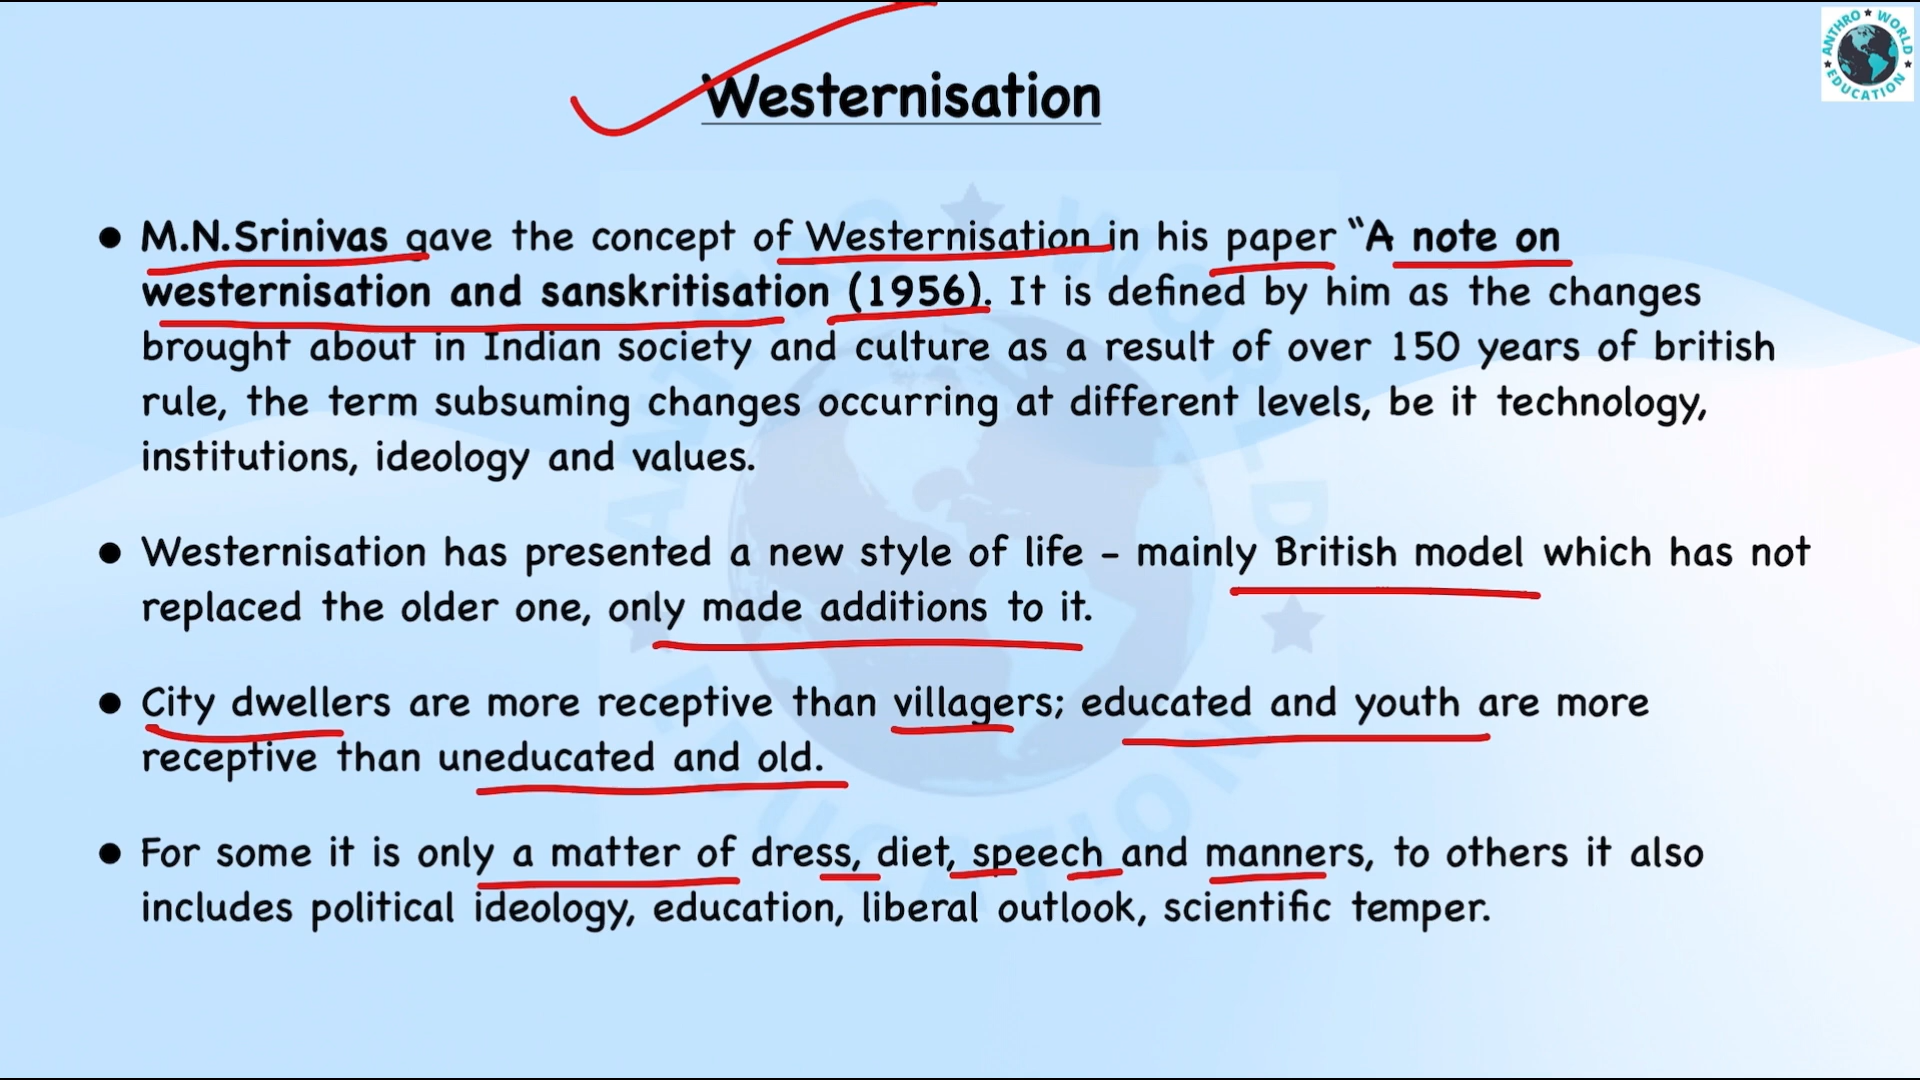 ANTHRO WORLD EDUCATION
Westernisation
● M.N.Srinivas gave the concept of Westernisation in his paper “A note on
westernisation and sanskritisation (1956). It is defined by him as the changes
brought about in Indian society and culture as a result of over 150 years of british
rule, the term subsuming changes occurring at different levels, be it technology,
institutions, ideology and values.
● Westernisation has presented a new style of life – mainly British model which has not
replaced the older one, only made additions to it.
● City dwellers are more receptive than villagers; educated and youth are more
receptive than uneducated and old.
● For some it is only a matter of dress, diet, speech and manners, to others it also
includes political ideology, education, liberal outlook, scientific temper.